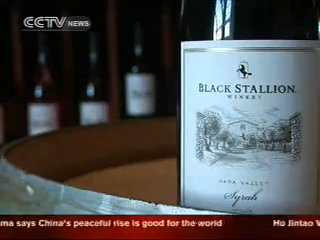 CCTV NEWS
BLACK STALLION
WINERY
NAPA VALLEY
Syrah
ma says China's peaceful rise is good for the world
Hu Jintao V